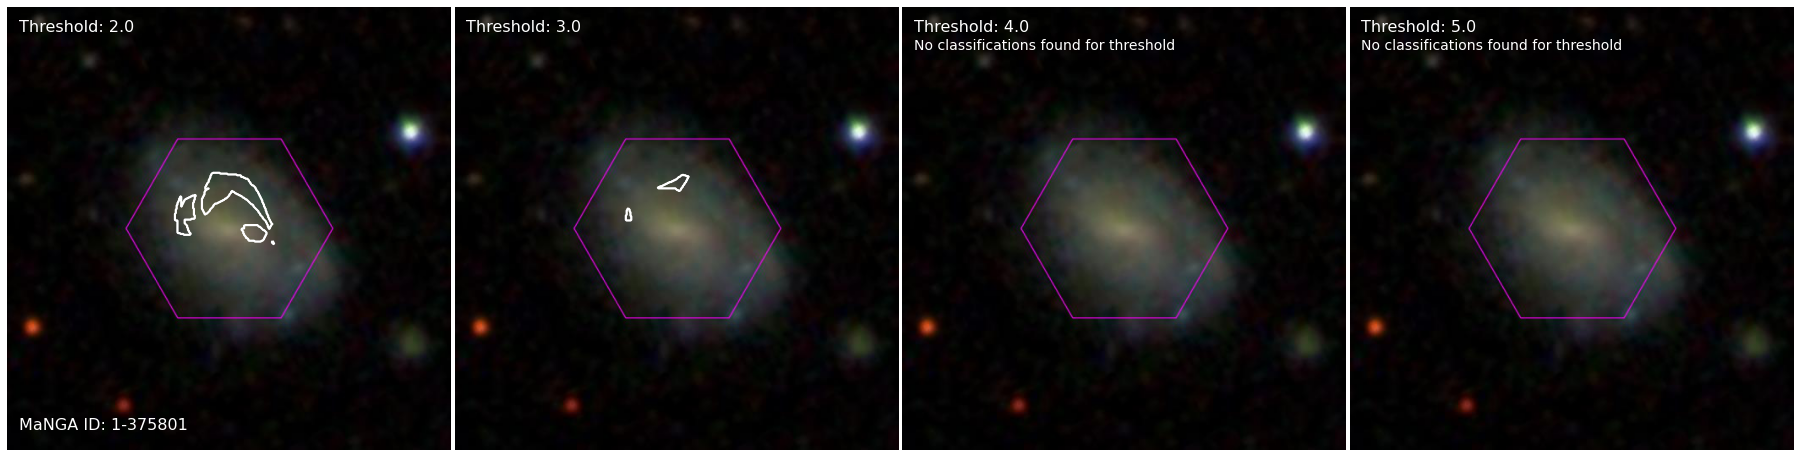 Threshold: 2.0
MaNGA ID: 1-375801
Threshold: 3.0
Threshold: 4.0
No classifications found for threshold
Threshold: 5.0
No classifications found for threshold